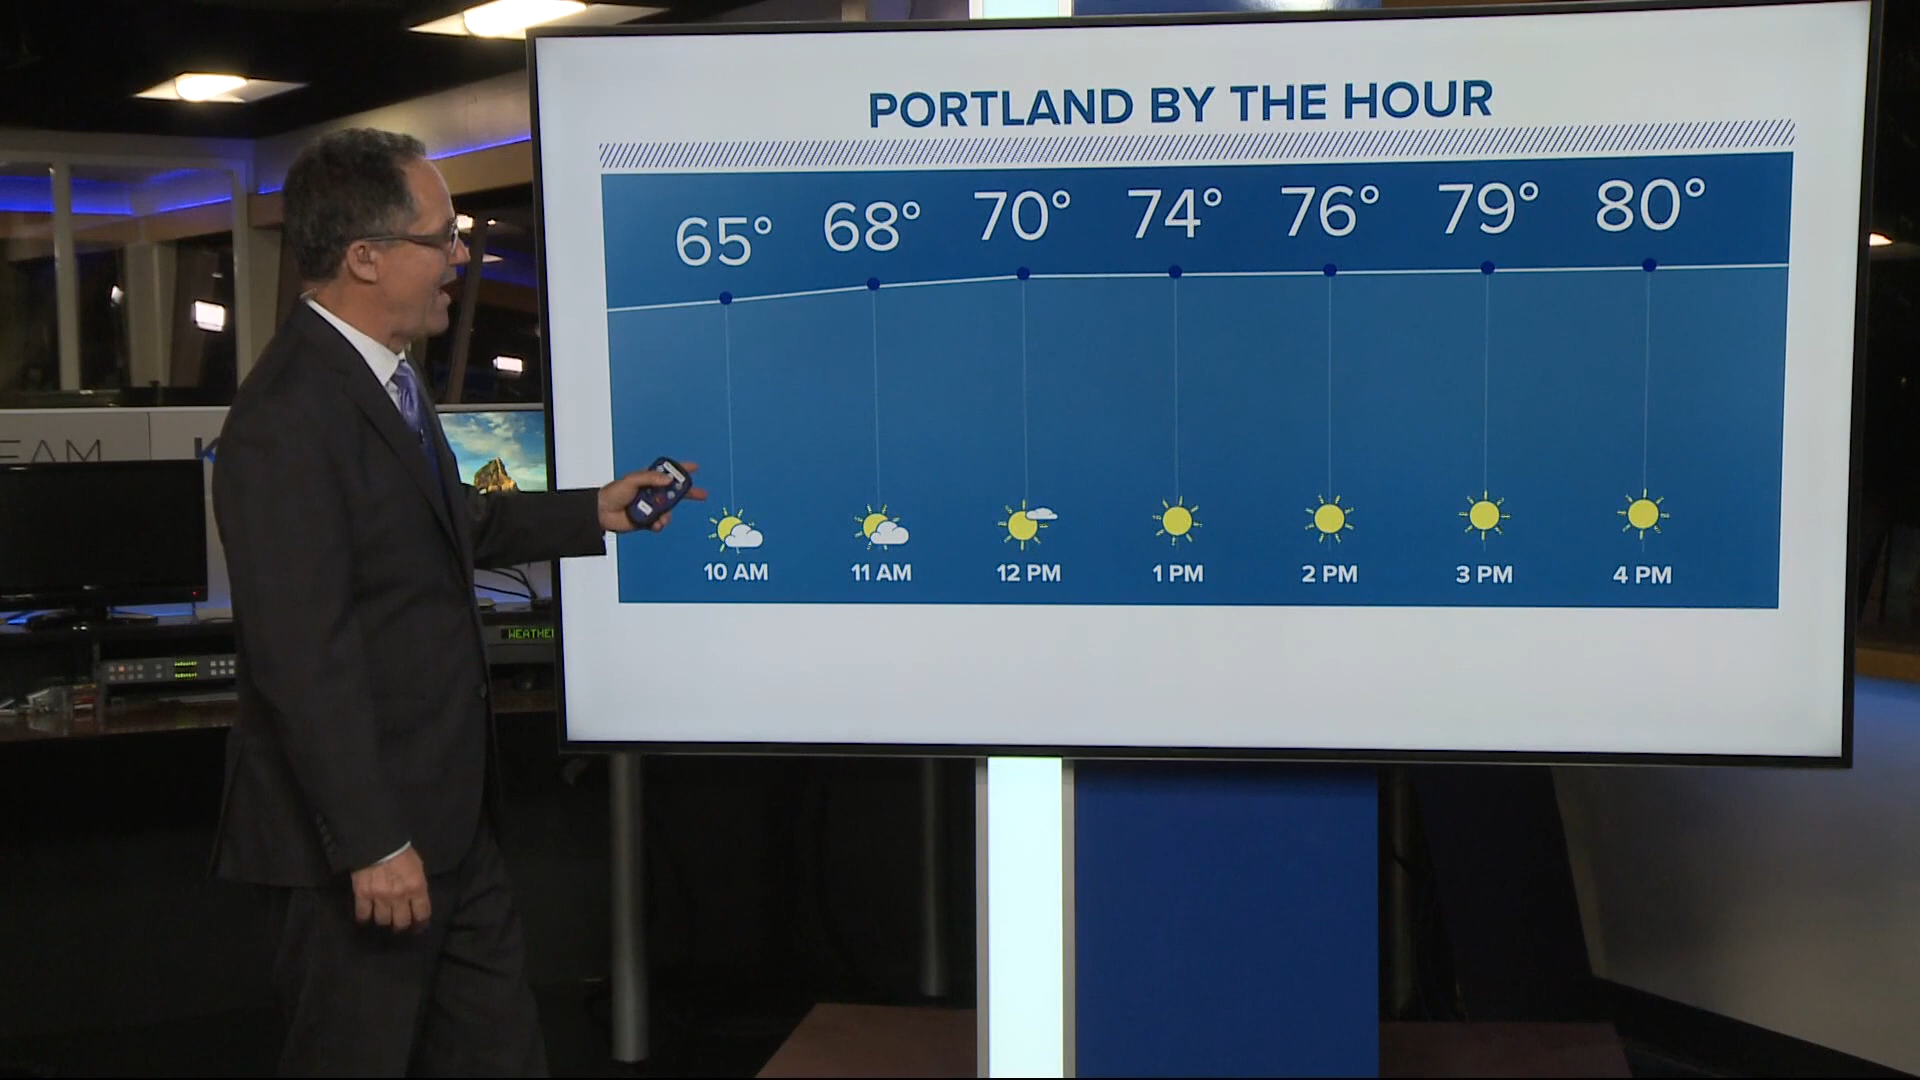 PORTLAND BY THE HOUR
65° 68° 70° 74° 76° 79° 80°
10 AM 11 AM 12 PM 1 PM 2 PM 3 PM 4 PM
EAM K
WEATHE